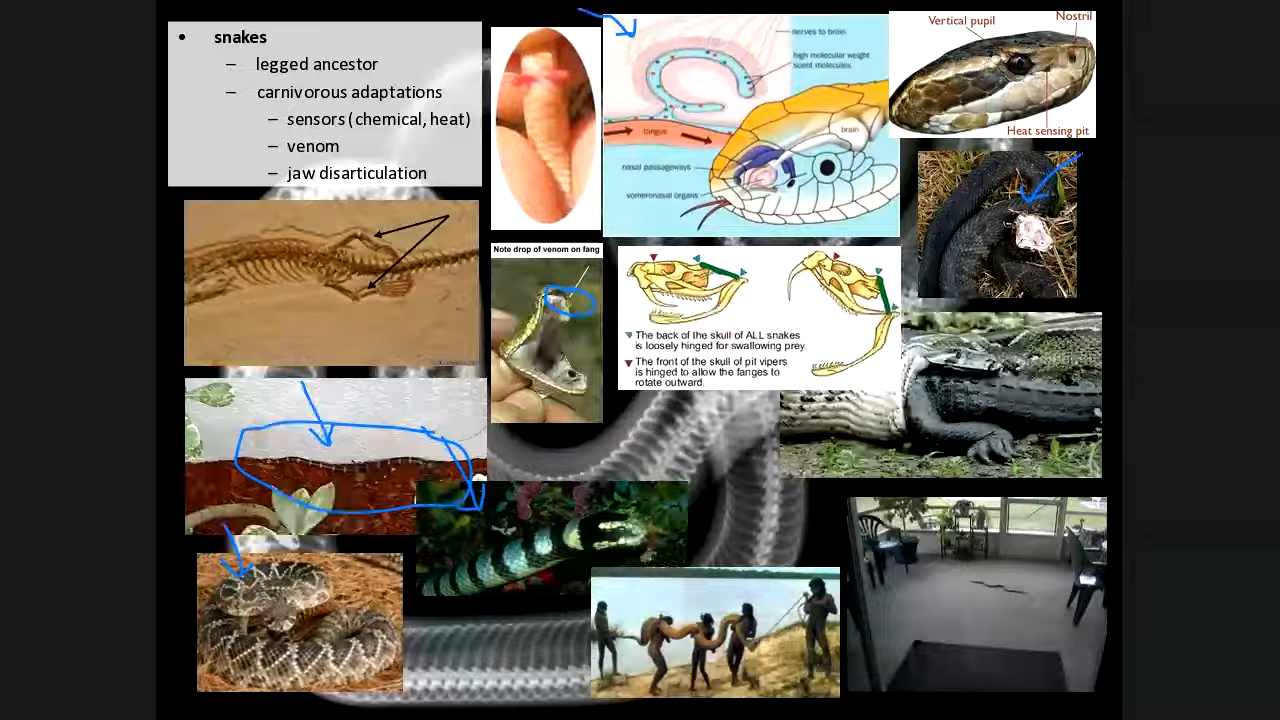 snakes
legged ancestor
carnivorous adaptations
sensors (chemical, heat)
venom
jaw disarticulation
nerves to brain
high molecular weight
scent molecules
tongue
brain
nasal passageways
vomeronasal organs
Vertical pupil
Nostril
Heat sensing pit
Note drop of venom on fang
The back of the skull of ALL snakes
is loosely hinged for swallowing prey.
The front of the skull of pit vipers
is hinged to allow the fanges to
rotate outward.